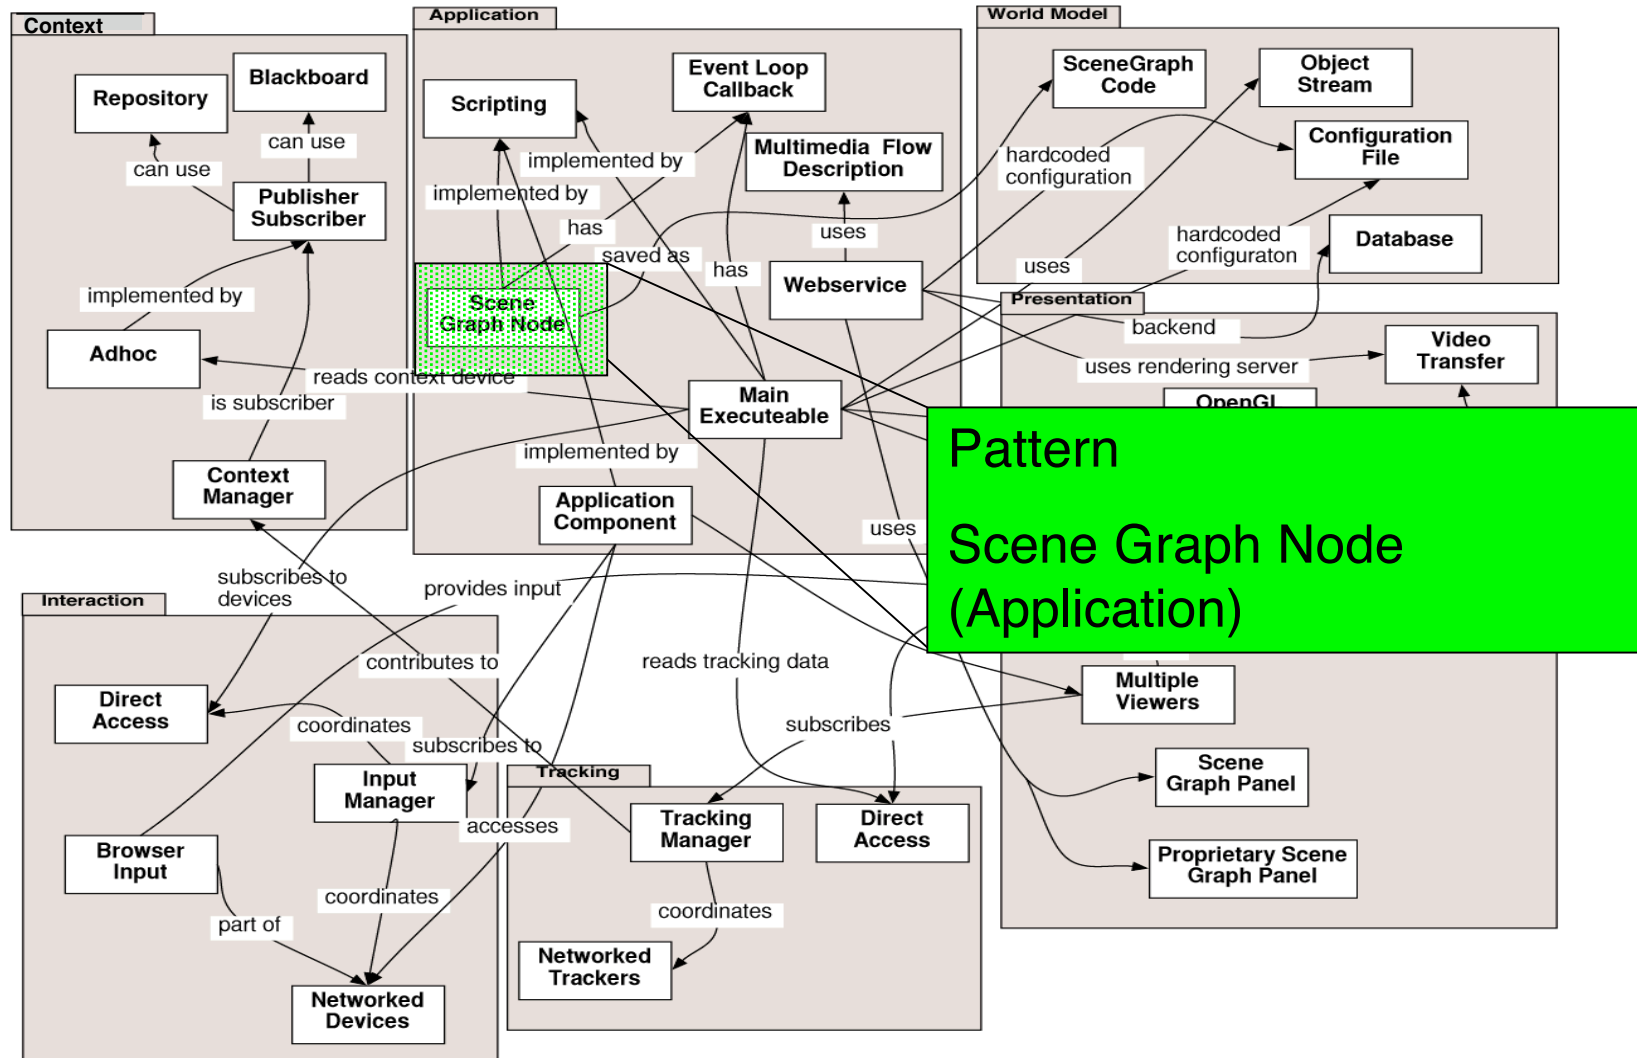 Context
Repository
Blackboard
can use
can use
Publisher
Subscriber
implemented by
Adhoc
reads context device
is subscriber
Context
Manager
Application
Scripting
Event Loop
Callback
Multimedia Flow
Description
implemented by
implemented by
has
saved as
has
uses
Scene
Graph Node
Webservice
Main
Executeable
implemented by
Application
Component
uses
World Model
SceneGraph
Code
Object
Stream
hardcoded
configuration
Configuration
File
hardcoded
configuraton
Database
uses
Presentation
backend
Video
Transfer
uses rendering server
OpenGL
Pattern
Scene Graph Node
(Application)
Multiple
Viewers
Scene
Graph Panel
Proprietary Scene
Graph Panel
subscribes to
devices
provides input
Interaction
contributes to
reads tracking data
Direct
Access
coordinates
subscribes to
subscribes
Input
Manager
accesses
Browser
Input
coordinates
part of
Networked
Devices
Tracking
Tracking
Manager
Direct
Access
coordinates
Networked
Trackers